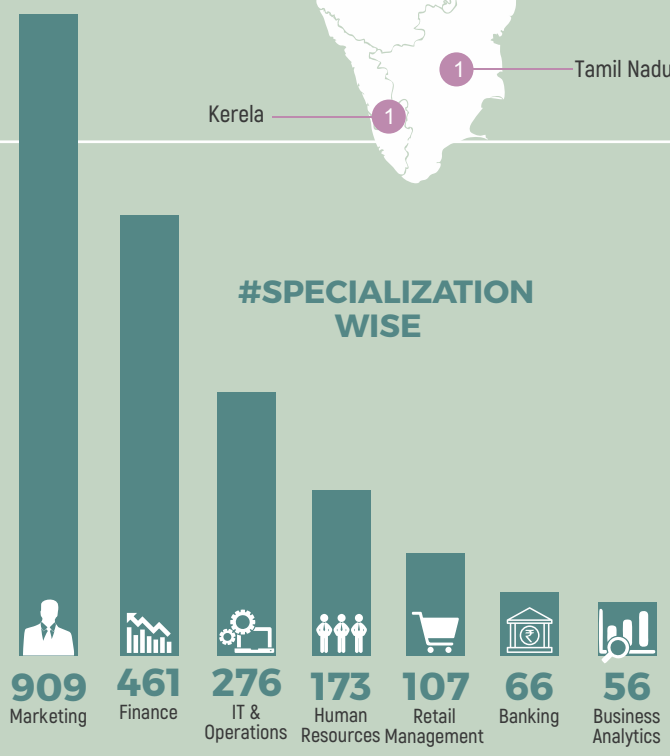 1
Tamil Nadu
Kerela
1
#SPECIALIZATION
WISE
909
Marketing
461
Finance
276
IT &
Operations
173
Human
Resources
107
Retail
Management
66
Banking
₹
56
Business
Analytics